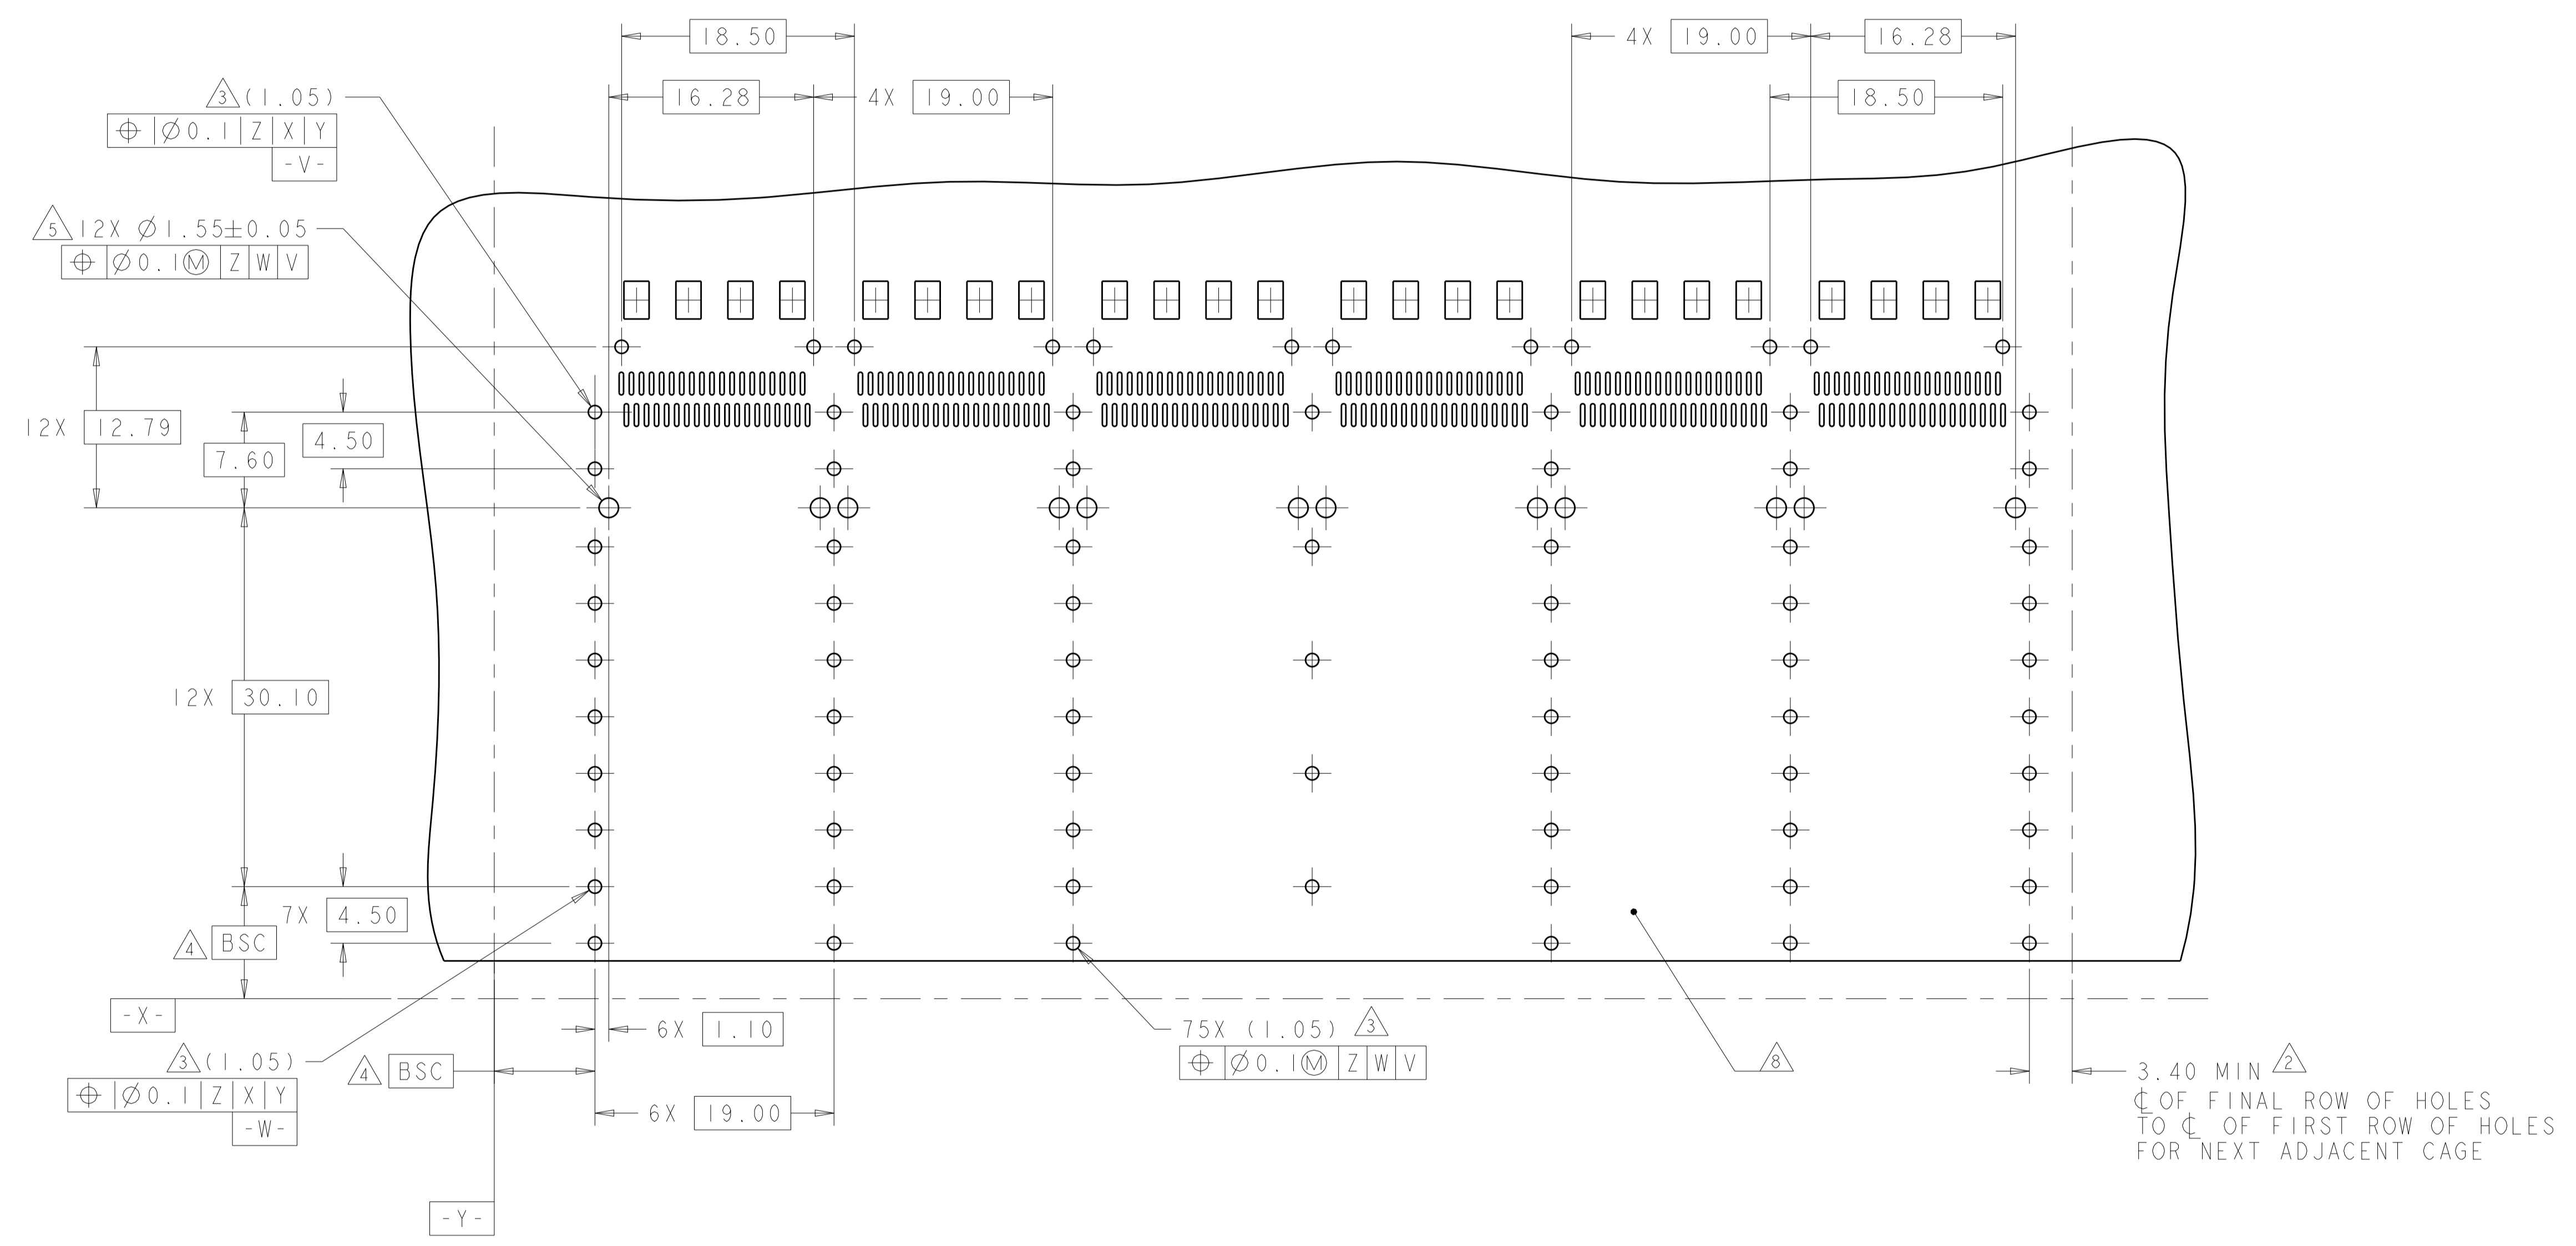 18.50
4X 19.00
16.28
16.28
4X 19.00
18.50
3 (1.05)
⌖ Ø0.1 Z X Y
-V-
5 12X Ø1.55±0.05
⌖ Ø0.1Ⓜ Z W V
12X 12.79
7.60
4.50
12X 30.10
7X 4.50
4 BSC
-X-
6X 1.10
75X (1.05) 3
⌖ Ø0.1Ⓜ Z W V
8
3 (1.05)
⌖ Ø0.1 Z X Y
-W-
4 BSC
6X 19.00
3.40 MIN 2
℄ OF FINAL ROW OF HOLES
TO ℄ OF FIRST ROW OF HOLES
FOR NEXT ADJACENT CAGE
-Y-